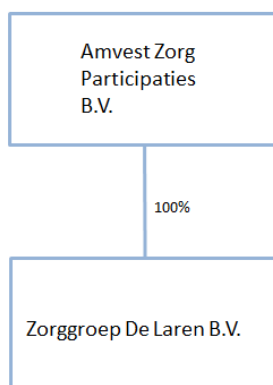 Amvest Zorg
Participaties
B.V.
100%
Zorggroep De Laren B.V.